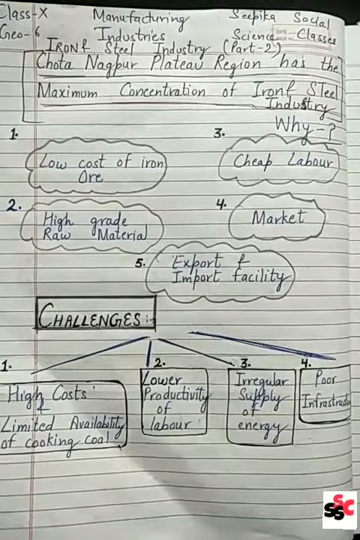 Class-X Manufacturing Seepika Social
Geo-6 Industries Science Classes
Iron & Steel Industry (Part-2)
Chota Nagpur Plateau Region has the
Maximum Concentration of Iron & Steel
Industry
Why-?
1. Low cost of iron
Ore
2. High grade
Raw Material
3. Cheap Labour
4. Market
5. Export &
Import facility
CHALLENGES:-
1. High Costs
&
Limited Availability
of cooking coal
2. Lower
Productivity
of
labour
3. Irregular
Supply
of
energy
4. Poor
SSC